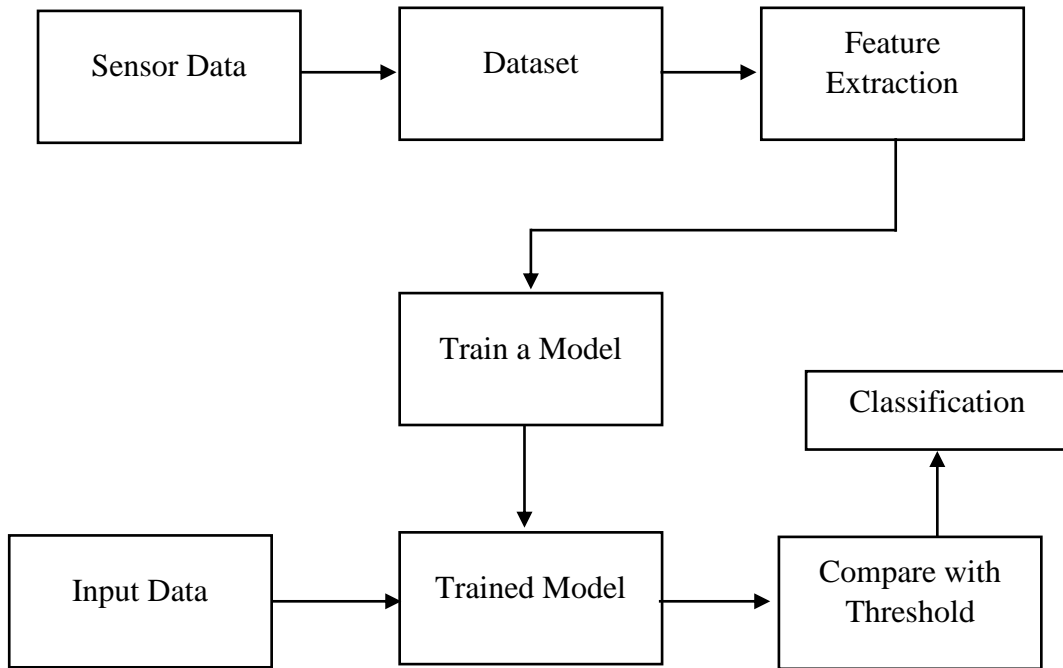 Sensor Data
Dataset
Feature
Extraction
Train a Model
Classification
Input Data
Trained Model
Compare with
Threshold